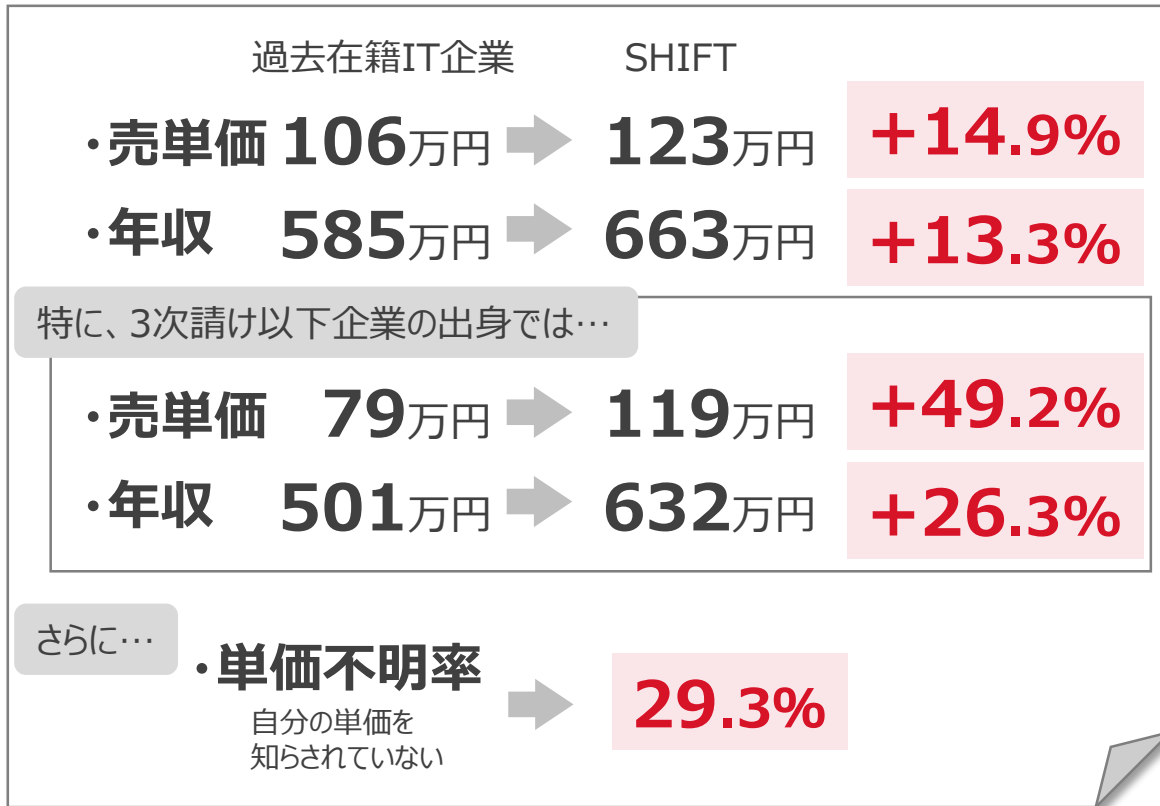 過去在籍IT企業 SHIFT
・売単価 106万円 123万円 +14.9%
・年収 585万円 663万円 +13.3%
特に、3次請け以下企業の出身では…
・売単価 79万円 119万円 +49.2%
・年収 501万円 632万円 +26.3%
さらに…
・単価不明率 29.3%
自分の単価を
知らされていない